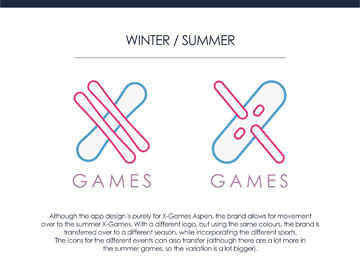 WINTER / SUMMER
GAMES
GAMES
Although the app design is purely for X-Games Aspen, the brand allows for movement
over to the summer X-Games. With a different logo, but using the same colours, the brand is
transferred over to a different season, while incorporating the different sports.
The icons for the different events can also transfer (although there are a lot more in
the summer games, so the variation is a lot bigger).